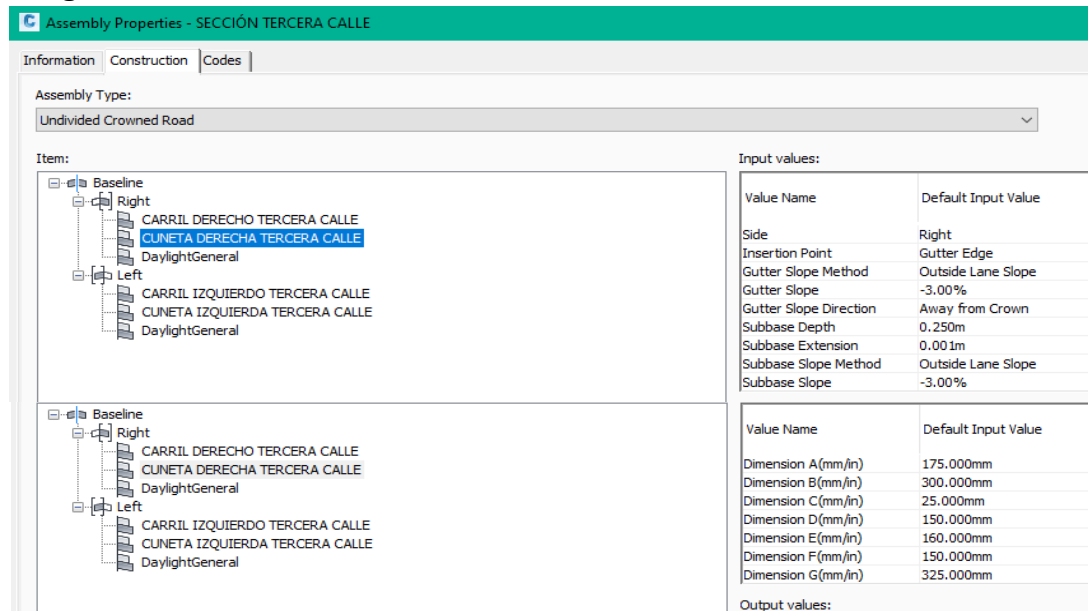 Assembly Properties - SECCIÓN TERCERA CALLE
Information Construction Codes
Assembly Type:
Undivided Crowned Road
Item:
Baseline
Right
CARRIL DERECHO TERCERA CALLE
CUNETA DERECHA TERCERA CALLE
DaylightGeneral
Left
CARRIL IZQUIERDO TERCERA CALLE
CUNETA IZQUIERDA TERCERA CALLE
DaylightGeneral
Input values:
Value Name Default Input Value
Side Right
Insertion Point Gutter Edge
Gutter Slope Method Outside Lane Slope
Gutter Slope -3.00%
Gutter Slope Direction Away from Crown
Subbase Depth 0.250m
Subbase Extension 0.001m
Subbase Slope Method Outside Lane Slope
Subbase Slope -3.00%
Baseline
Right
CARRIL DERECHO TERCERA CALLE
CUNETA DERECHA TERCERA CALLE
DaylightGeneral
Left
CARRIL IZQUIERDO TERCERA CALLE
CUNETA IZQUIERDA TERCERA CALLE
DaylightGeneral
Value Name Default Input Value
Dimension A(mm/in) 175.000mm
Dimension B(mm/in) 300.000mm
Dimension C(mm/in) 25.000mm
Dimension D(mm/in) 150.000mm
Dimension E(mm/in) 160.000mm
Dimension F(mm/in) 150.000mm
Dimension G(mm/in) 325.000mm
Output values: